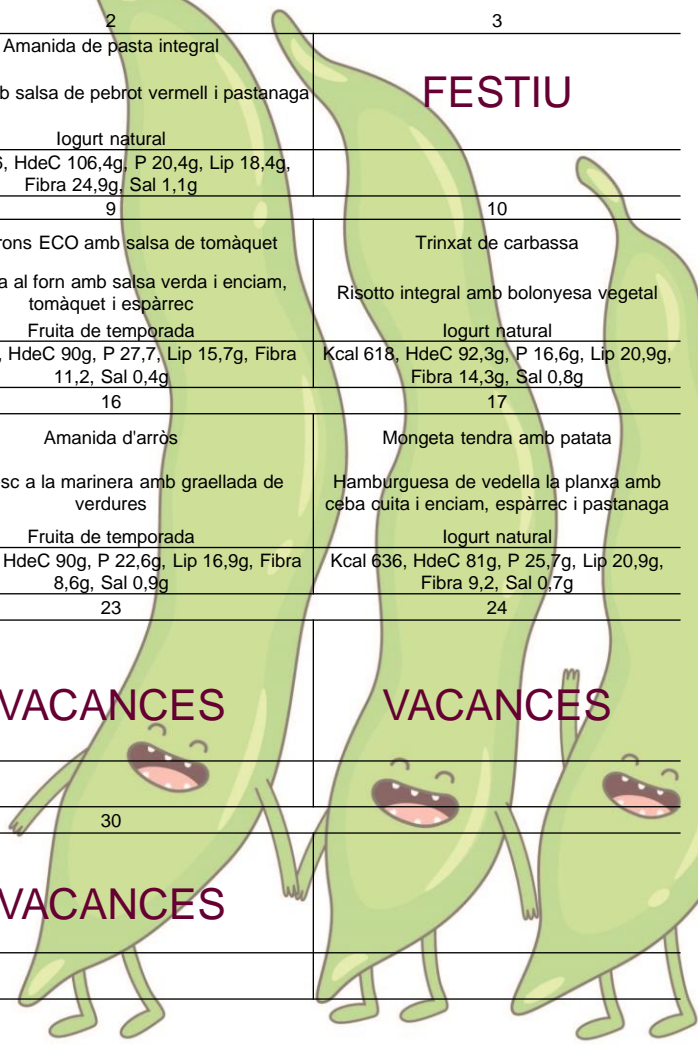 2
3
Amanida de pasta integral
salsa de pebrot vermell i pastanaga
FESTIU
Iogurt natural
HdeC 106,4g, P 20,4g, Lip 18,4g,
Fibra 24,9g, Sal 1,1g
9
10
ECO amb salsa de tomàquet
Trinxat de carbassa
al forn amb salsa verda i enciam,
tomàquet i espàrrec
Risotto integral amb bolonyesa vegetal
Fruita de temporada
Iogurt natural
HdeC 90g, P 27,7, Lip 15,7g, Fibra
11,2, Sal 0,4g
Kcal 618, HdeC 92,3g, P 16,6g, Lip 20,9g,
Fibra 14,3g, Sal 0,8g
16
17
Amanida d'arròs
Mongeta tendra amb patata
a la marinera amb graellada de
verdures
Hamburguesa de vedella la planxa amb
ceba cuita i enciam, espàrrec i pastanaga
Fruita de temporada
Iogurt natural
HdeC 90g, P 22,6g, Lip 16,9g, Fibra
8,6g, Sal 0,9g
Kcal 636, HdeC 81g, P 25,7g, Lip 20,9g,
Fibra 9,2, Sal 0,7g
23
24
VACANCES
VACANCES
30
VACANCES